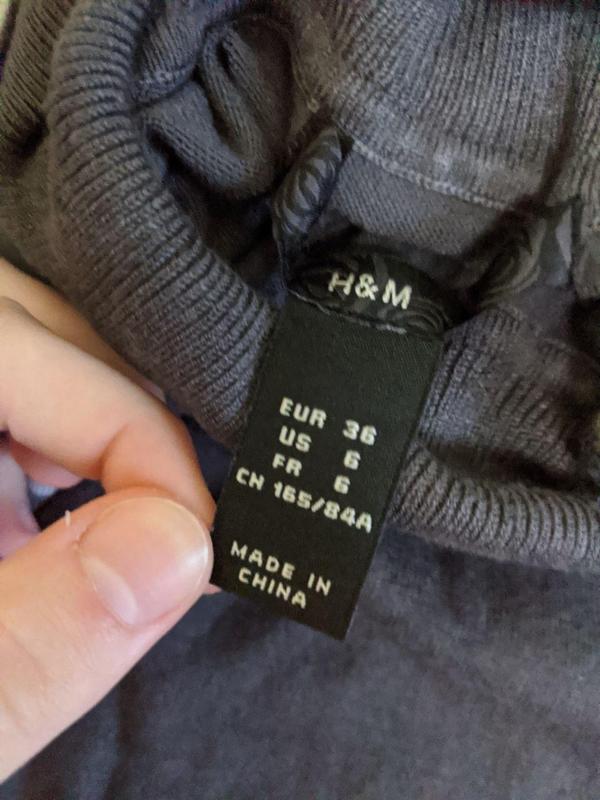 H&M
EUR 36
US 6
FR 6
CN 165/84A
MADE IN
CHINA